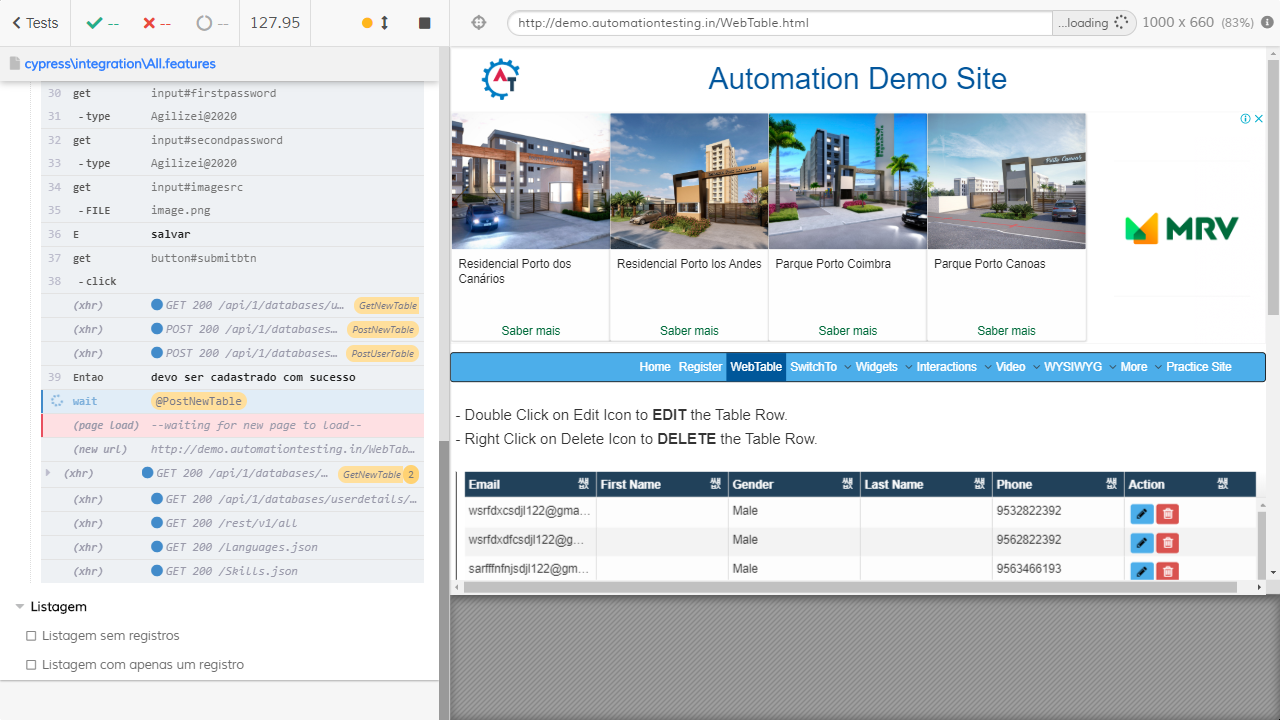 Tests
--
--
--
127.95
http://demo.automationtesting.in/WebTable.html
...loading
1000 x 660 (83%)
cypress\integration\All.features
30 get input#firstpassword
31 -type Agilizei@2020
32 get input#secondpassword
33 -type Agilizei@2020
34 get input#imagesrc
35 -FILE image.png
36 E salvar
37 get button#submitbtn
38 -click
(xhr) GET 200 /api/1/databases/u... GetNewTable
(xhr) POST 200 /api/1/databases... PostNewTable
(xhr) POST 200 /api/1/databases... PostUserTable
39 Entao devo ser cadastrado com sucesso
wait @PostNewTable
(page load) --waiting for new page to load--
(new url) http://demo.automationtesting.in/WebTab...
(xhr) GET 200 /api/1/databases/... GetNewTable 2
(xhr) GET 200 /api/1/databases/userdetails/...
(xhr) GET 200 /rest/v1/all
(xhr) GET 200 /Languages.json
(xhr) GET 200 /Skills.json
Listagem
Listagem sem registros
Listagem com apenas um registro
AT
Automation Demo Site
Residencial Porto dos
Canários
Saber mais
Residencial Porto los Andes
Saber mais
Parque Porto Coimbra
Saber mais
Porto Canoas
Parque Porto Canoas
Saber mais
MRV
Home Register WebTable SwitchTo Widgets Interactions Video WYSIWYG More Practice Site
- Double Click on Edit Icon to EDIT the Table Row.
- Right Click on Delete Icon to DELETE the Table Row.
Email First Name Gender Last Name Phone Action
wsrfdxcsdjl122@gma... Male 9532822392
wsrfdxdfcsdjl122@g... Male 9562822392
sarfffnfnjsdjl122@gm... Male 9563466193